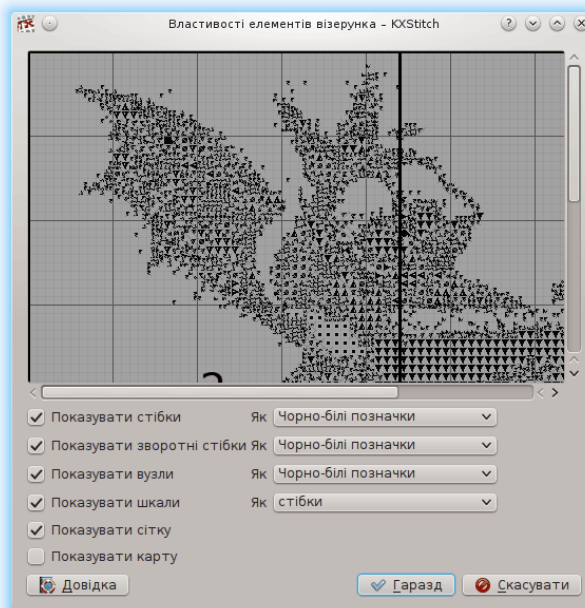 Властивості елементів візерунка – KXStitch
2
Показувати стібки Як Чорно-білі позначки
Показувати зворотні стібки Як Чорно-білі позначки
Показувати вузли Як Чорно-білі позначки
Показувати шкали Як стібки
Показувати сітку
Показувати карту
Довідка Гаразд Скасувати